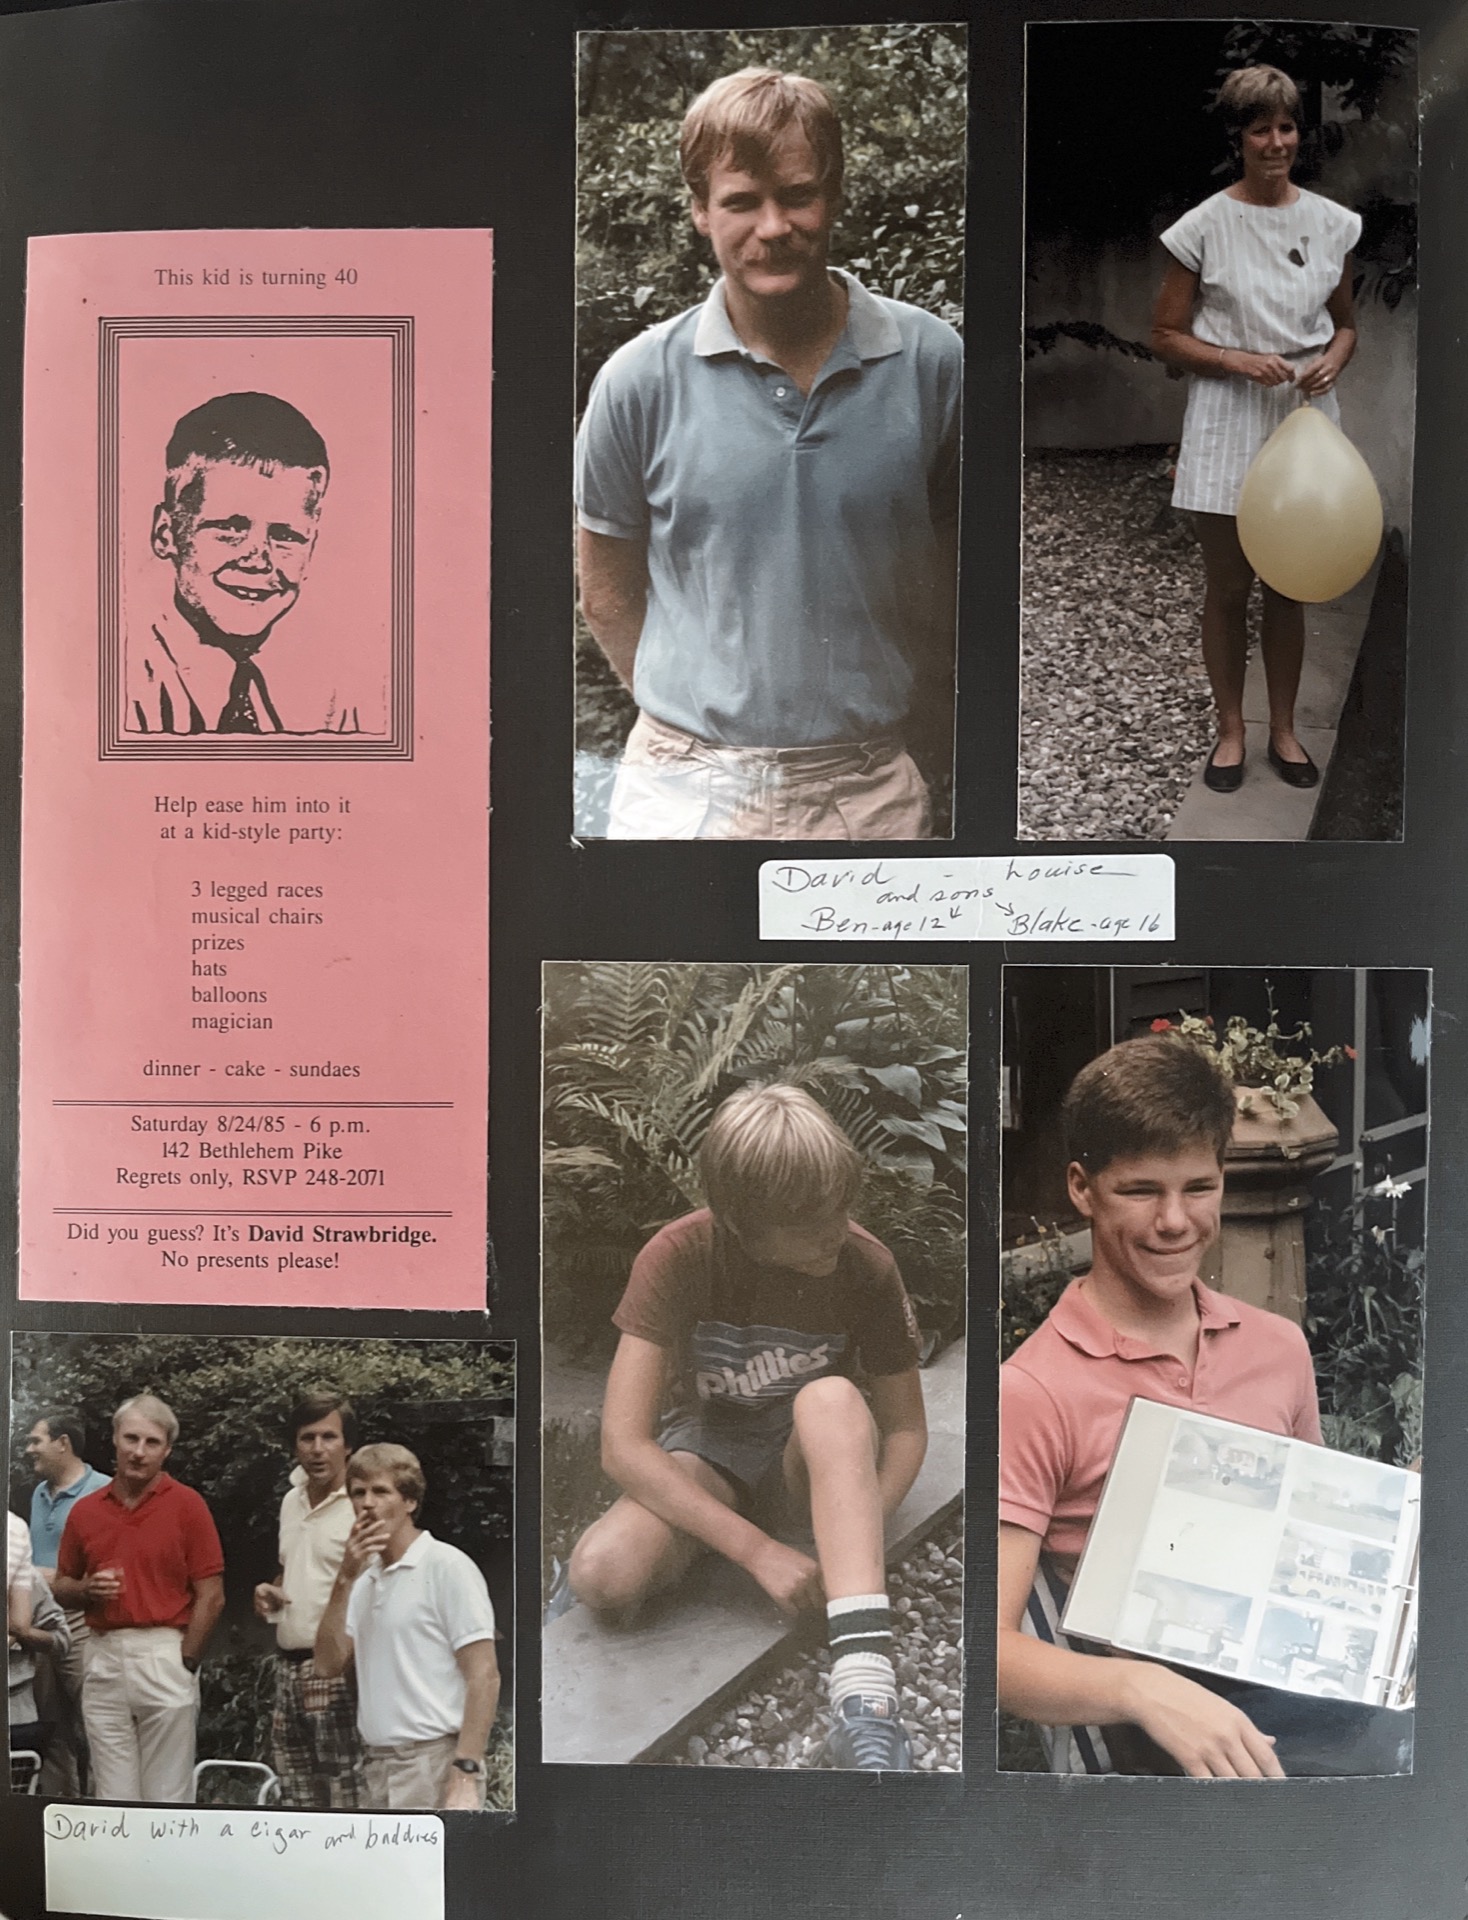 This kid is turning 40
Help ease him into it
at a kid-style party:
3 legged races
musical chairs
prizes
hats
balloons
magician
dinner - cake - sundaes
Saturday 8/24/85 - 6 p.m.
142 Bethlehem Pike
Regrets only, RSVP 248-2071
Did you guess? It's David Strawbridge.
No presents please!
David - Louise
and sons
Ben-age 12 ↓ ↘ Blake-age 16
Phillies
David with a cigar and buddies